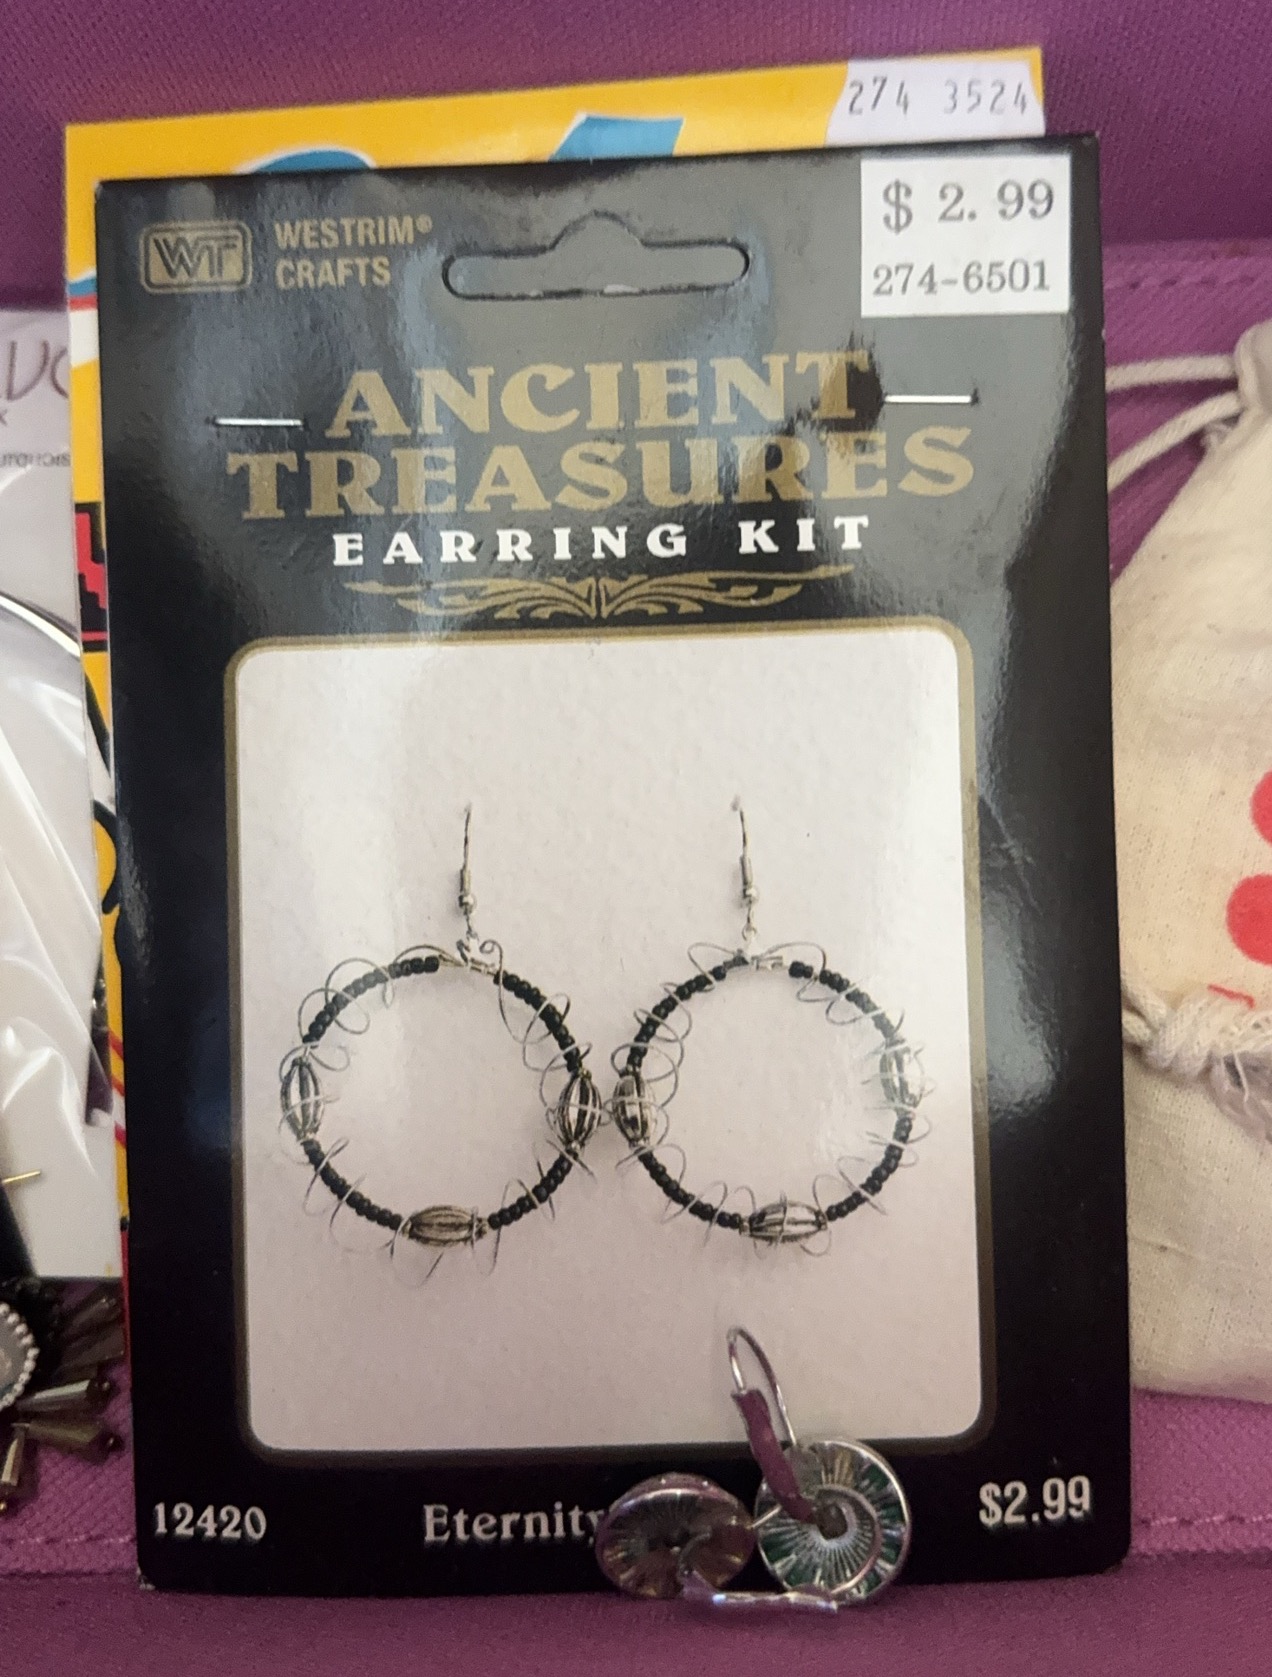 274 3524
$ 2.99
274-6501
WT
WESTRIM®
CRAFTS
ANCIENT
TREASURES
EARRING KIT
12420
Eternity
$2.99